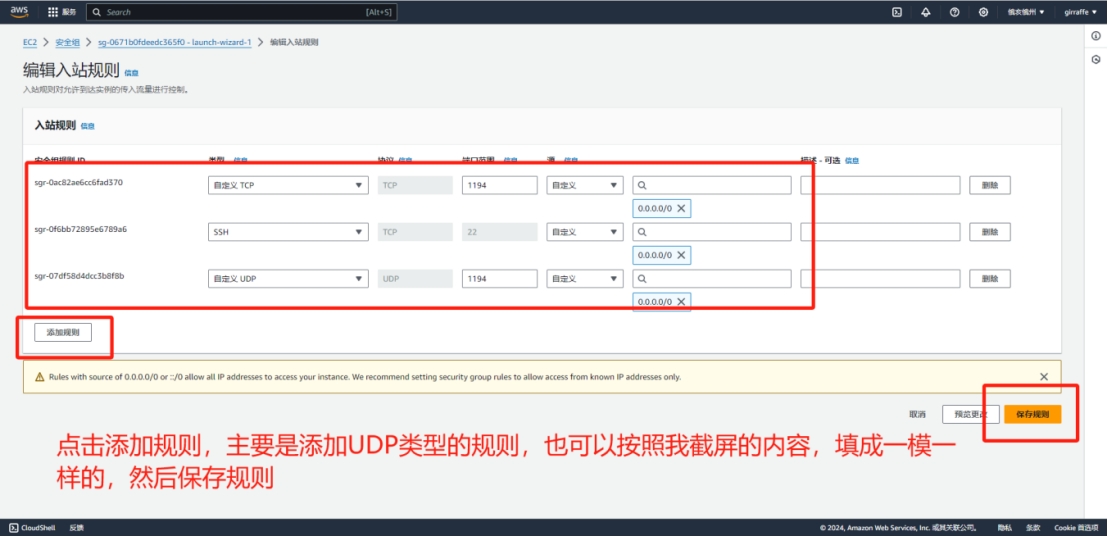 aws
服务
Search
[Alt+S]
俄亥俄州
girraffe
EC2 > 安全组 > sg-0671b0fdeedc365f0 - launch-wizard-1 > 编辑入站规则
编辑入站规则 信息
入站规则对允许到达实例的传入流量进行控制。
入站规则 信息
安全组规则 ID 类型 信息 协议 信息 端口范围 信息 源 信息 描述 - 可选 信息
sgr-0ac82ae6cc6fad370 自定义 TCP TCP 1194 自定义 删除
0.0.0.0/0
sgr-0f6bb72895e6789a6 SSH TCP 22 自定义 删除
0.0.0.0/0
sgr-07df58d4dcc3b8f8b 自定义 UDP UDP 1194 自定义 删除
0.0.0.0/0
添加规则
Rules with source of 0.0.0.0/0 or ::/0 allow all IP addresses to access your instance. We recommend setting security group rules to allow access from known IP addresses only.
取消 预览更改 保存规则
点击添加规则，主要是添加UDP类型的规则，也可以按照我截屏的内容，填成一模一
样的，然后保存规则
CloudShell 反馈 © 2024, Amazon Web Services, Inc. 或其关联公司。 隐私 条款 Cookie 首选项